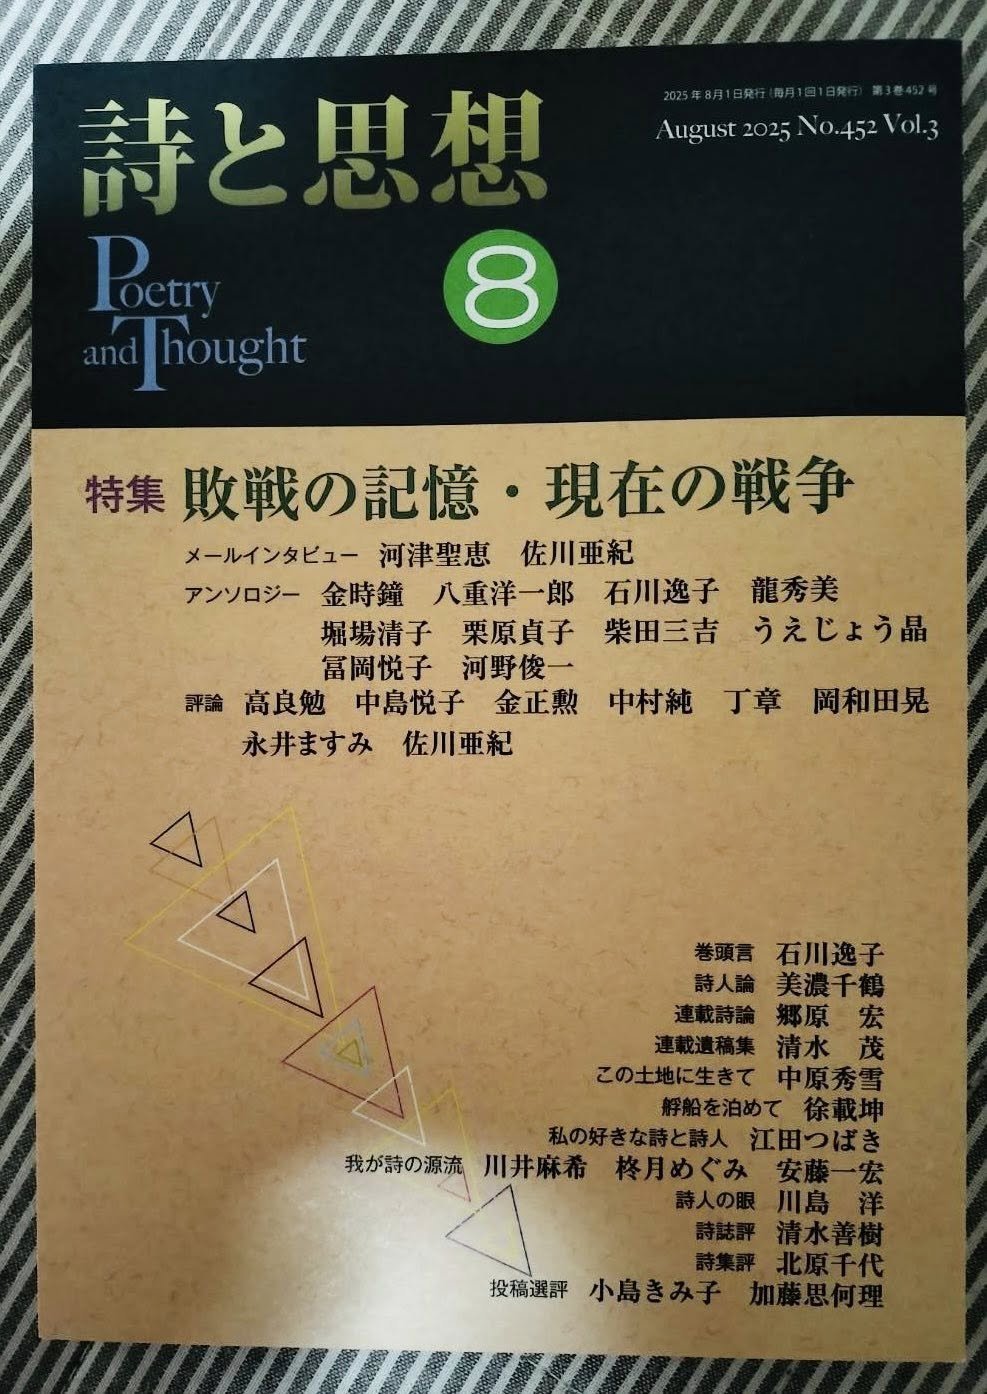 2025年8月1日発行（毎月1回1日発行） 第3巻452号
August 2025 No.452 Vol.3
詩と思想
8
Poetry
and Thought
特集 敗戦の記憶・現在の戦争
メールインタビュー 河津聖恵 佐川亜紀
アンソロジー 金時鐘 八重洋一郎 石川逸子 龍秀美
堀場清子 栗原貞子 柴田三吉 うえじょう晶
冨岡悦子 河野俊一
評論 高良勉 中島悦子 金正勲 中村純 丁章 岡和田晃
永井ますみ 佐川亜紀
巻頭言 石川逸子
詩人論 美濃千鶴
連載詩論 郷原 宏
連載遺稿集 清水 茂
この土地に生きて 中原秀雪
艀船を泊めて 徐載坤
私の好きな詩と詩人 江田つばき
我が詩の源流 川井麻希 柊月めぐみ 安藤一宏
詩人の眼 川島 洋
詩誌評 清水善樹
詩集評 北原千代
投稿選評 小島きみ子 加藤思何理